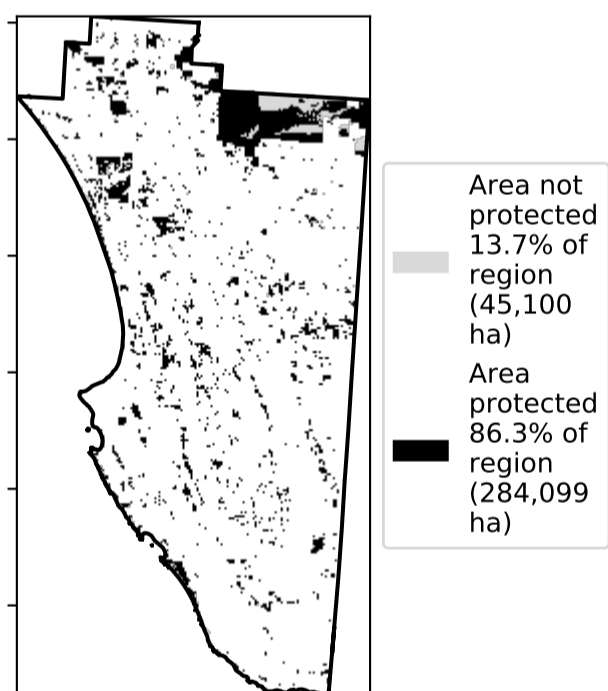 Area not
protected
13.7% of
region
(45,100
ha)
Area
protected
86.3% of
region
(284,099
ha)